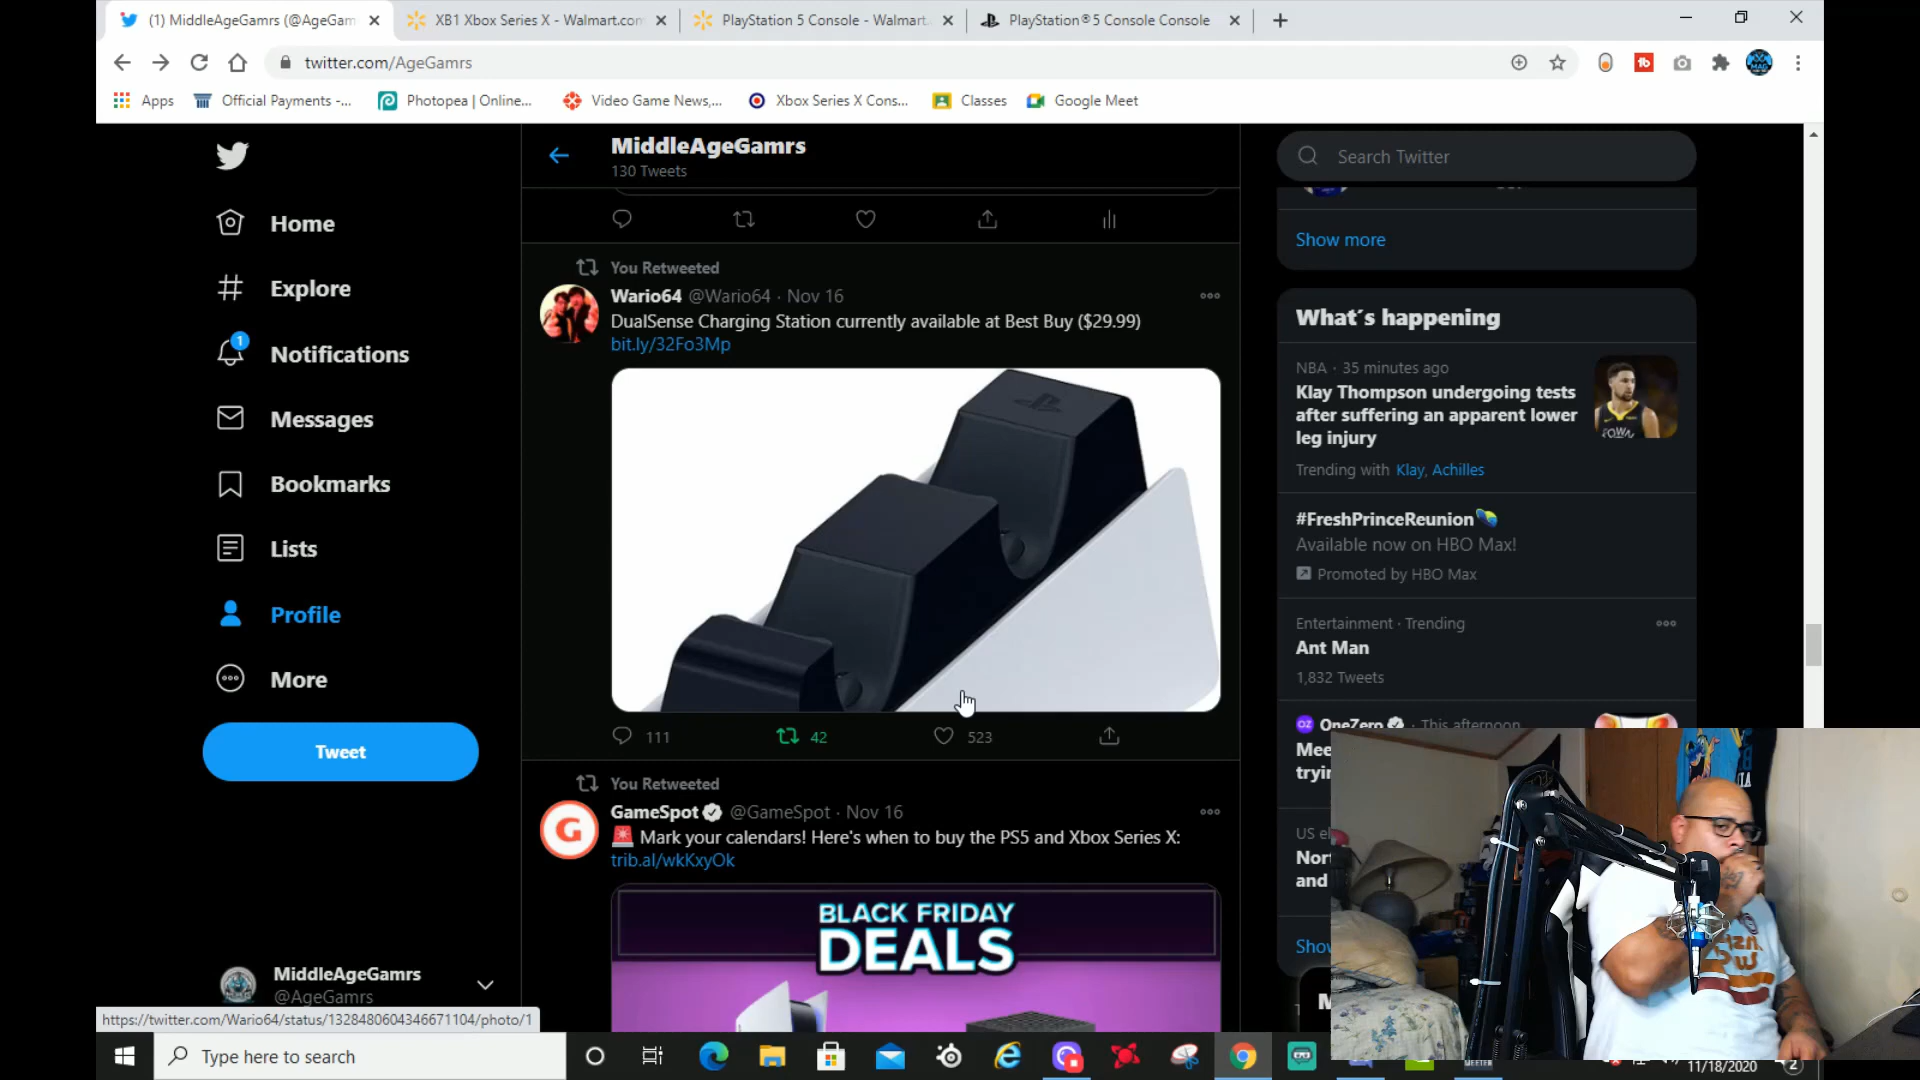 (1) MiddleAgeGamrs (@AgeGam
XB1 Xbox Series X - Walmart.com
PlayStation 5 Console - Walmart.
PlayStation®5 Console Console
twitter.com/AgeGamrs
Apps
Official Payments -...
Photopea | Online...
Video Game News,...
Xbox Series X Cons...
Classes
Google Meet
Home
Explore
1
Notifications
Messages
Bookmarks
Lists
Profile
More
Tweet
MiddleAgeGamrs
@AgeGamrs
MiddleAgeGamrs
130 Tweets
You Retweeted
Wario64 @Wario64 · Nov 16
DualSense Charging Station currently available at Best Buy ($29.99)
bit.ly/32Fo3Mp
111
42
523
You Retweeted
G
GameSpot @GameSpot · Nov 16
🚨 Mark your calendars! Here's when to buy the PS5 and Xbox Series X:
trib.al/wkKxyOk
BLACK FRIDAY
DEALS
Search Twitter
Show more
What's happening
NBA · 35 minutes ago
Klay Thompson undergoing tests
after suffering an apparent lower
leg injury
Trending with Klay, Achilles
#FreshPrinceReunion
Available now on HBO Max!
Promoted by HBO Max
Entertainment · Trending
Ant Man
1,832 Tweets
OZ OneZero · This afternoon
Mee
tryin
US el
Nort
and
Show
https://twitter.com/Wario64/status/1328480604346671104/photo/1
Type here to search
11/18/2020
2